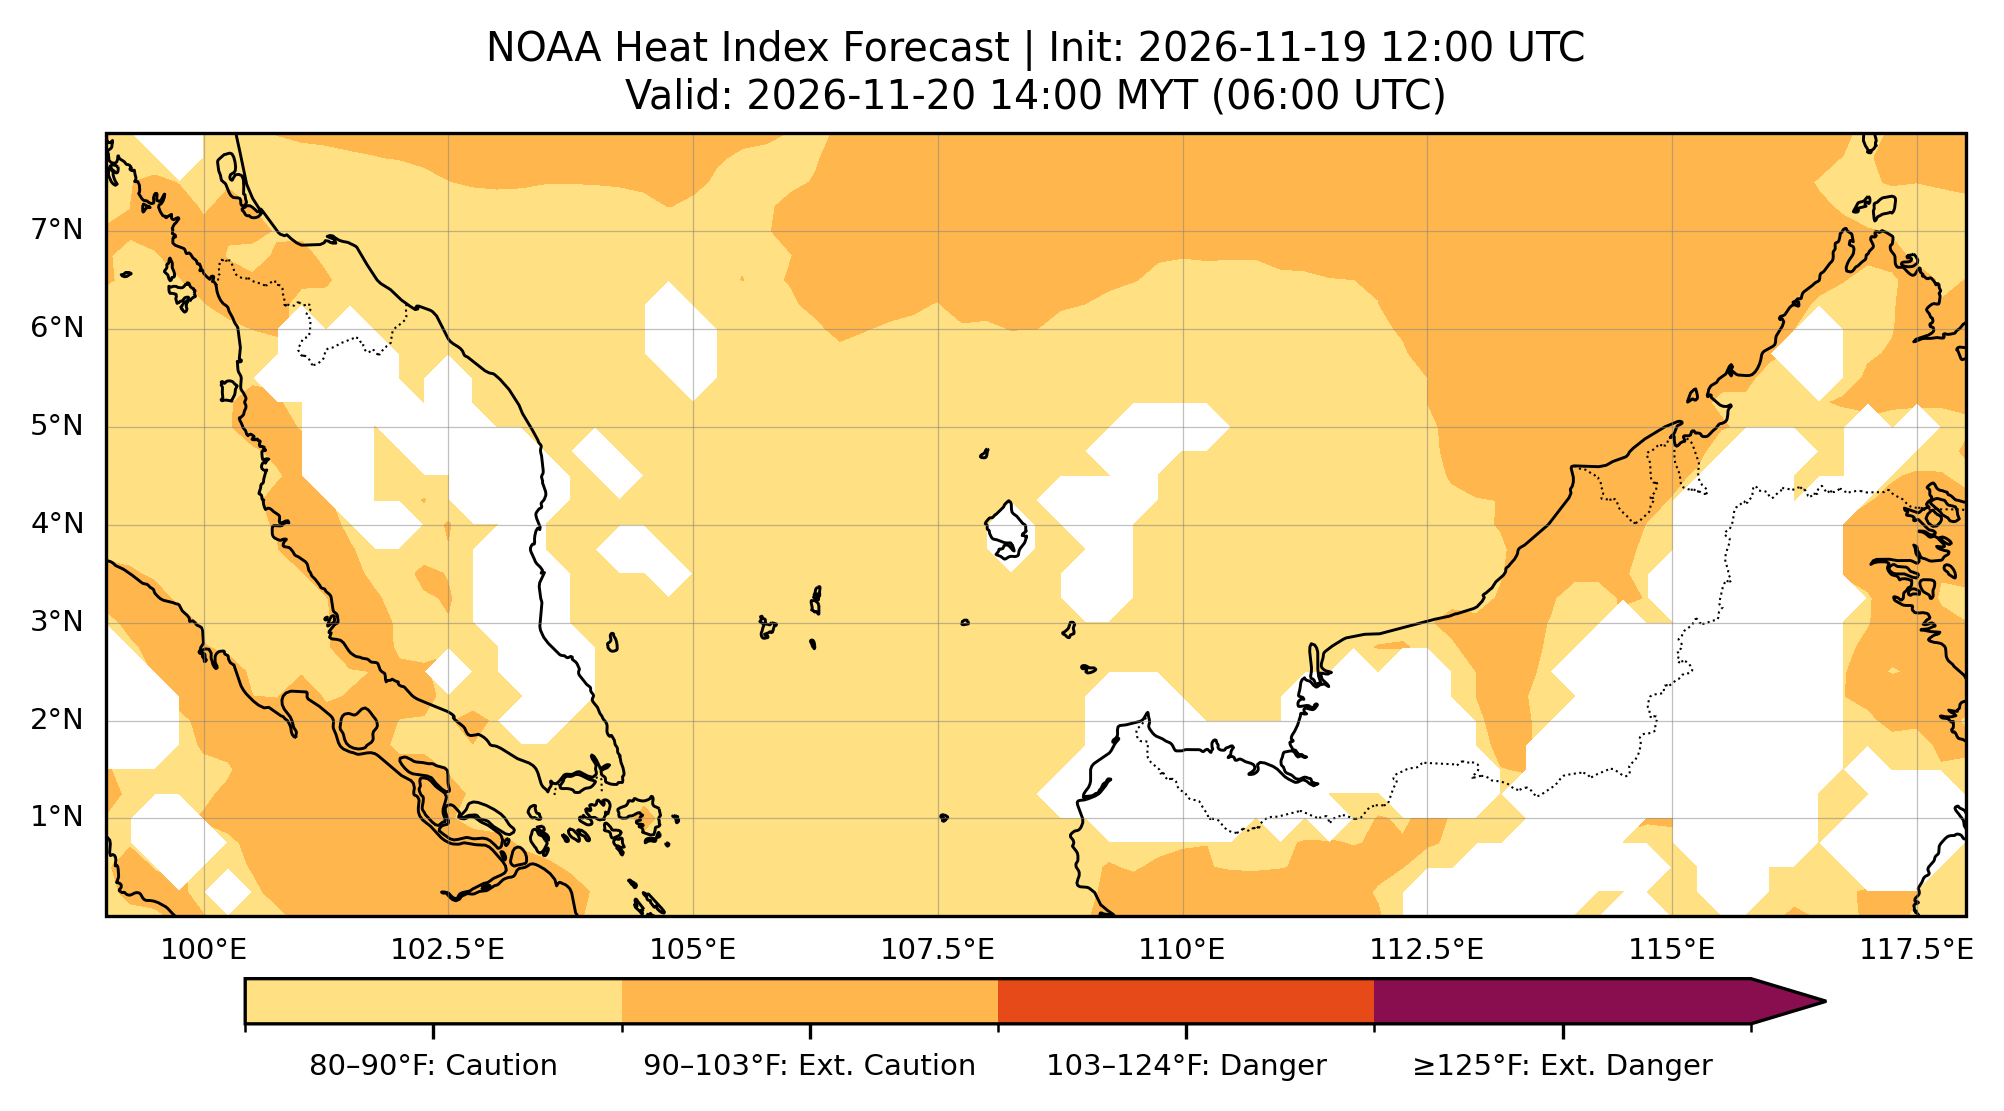 NOAA Heat Index Forecast | Init: 2026-11-19 12:00 UTC
Valid: 2026-11-20 14:00 MYT (06:00 UTC)
7°N
6°N
5°N
4°N
3°N
2°N
1°N
100°E
102.5°E
105°E
107.5°E
110°E
112.5°E
115°E
117.5°E
80–90°F: Caution
90–103°F: Ext. Caution
103–124°F: Danger
≥125°F: Ext. Danger